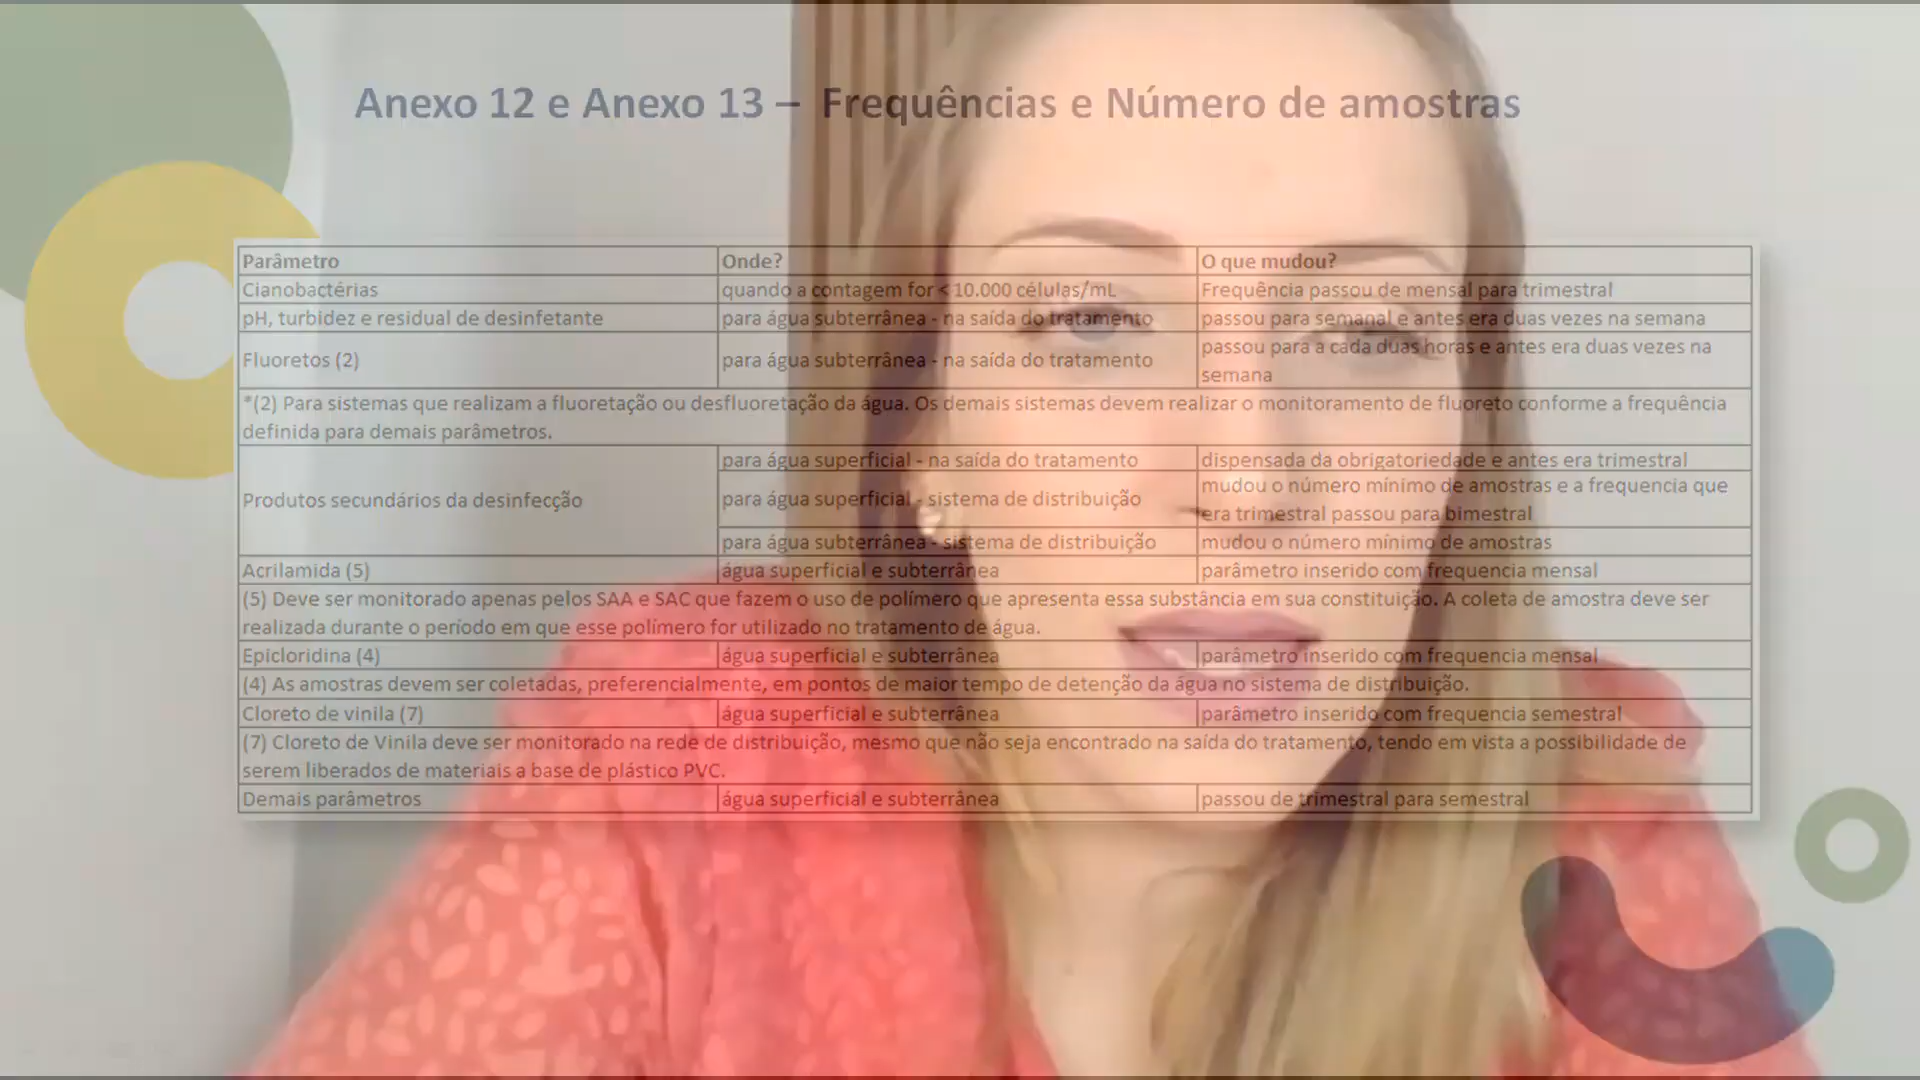 Anexo 12 e Anexo 13 – Frequências e Número de amostras
Parâmetro Onde? O que mudou?
Cianobactérias quando a contagem for < 10.000 células/mL Frequência passou de mensal para trimestral
pH, turbidez e residual de desinfetante para água subterrânea - na saída do tratamento passou para semanal e antes era duas vezes na semana
Fluoretos (2) para água subterrânea - na saída do tratamento passou para a cada duas horas e antes era duas vezes na
semana
*(2) Para sistemas que realizam a fluoretação ou desfluoretação da água. Os demais sistemas devem realizar o monitoramento de fluoreto conforme a frequência
definida para demais parâmetros.
para água superficial - na saída do tratamento dispensada da obrigatoriedade e antes era trimestral
Produtos secundários da desinfecção para água superficial - sistema de distribuição mudou o número mínimo de amostras e a frequencia que
era trimestral passou para bimestral
para água subterrânea - sistema de distribuição mudou o número mínimo de amostras
Acrilamida (5) água superficial e subterrânea parâmetro inserido com frequencia mensal
(5) Deve ser monitorado apenas pelos SAA e SAC que fazem o uso de polímero que apresenta essa substância em sua constituição. A coleta de amostra deve ser
realizada durante o período em que esse polímero for utilizado no tratamento de água.
Epicloridina (4) água superficial e subterrânea parâmetro inserido com frequencia mensal
(4) As amostras devem ser coletadas, preferencialmente, em pontos de maior tempo de detenção da água no sistema de distribuição.
Cloreto de vinila (7) água superficial e subterrânea parâmetro inserido com frequencia semestral
(7) Cloreto de Vinila deve ser monitorado na rede de distribuição, mesmo que não seja encontrado na saída do tratamento, tendo em vista a possibilidade de
serem liberados de materiais a base de plástico PVC.
Demais parâmetros água superficial e subterrânea passou de trimestral para semestral